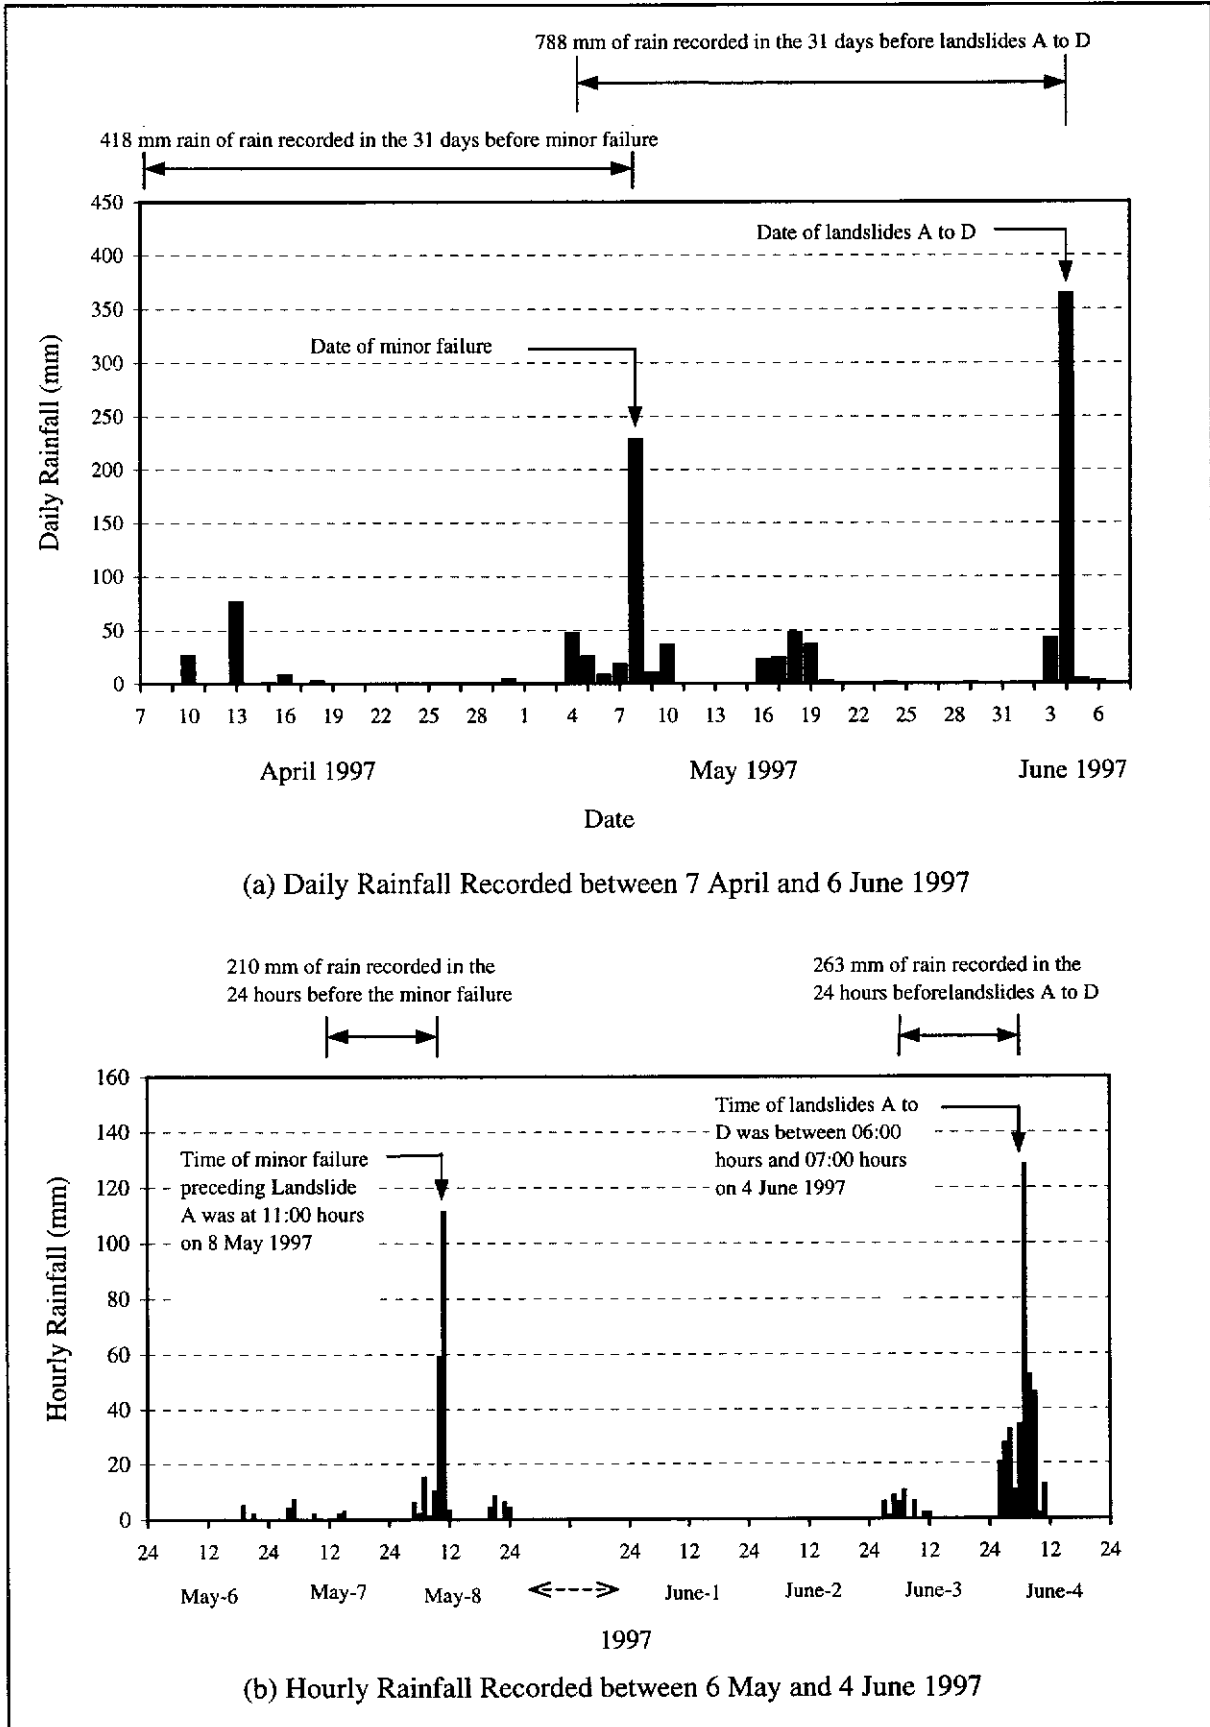 788 mm of rain recorded in the 31 days before landslides A to D
418 mm rain of rain recorded in the 31 days before minor failure
450
400
350
300
250
200
150
100
50
0
Daily Rainfall (mm)
Date of landslides A to D
Date of minor failure
7 10 13 16 19 22 25 28 1 4 7 10 13 16 19 22 25 28 31 3 6
April 1997 May 1997 June 1997
Date
(a) Daily Rainfall Recorded between 7 April and 6 June 1997
210 mm of rain recorded in the
24 hours before the minor failure
263 mm of rain recorded in the
24 hours beforelandslides A to D
160
140
120
100
80
60
40
20
0
Hourly Rainfall (mm)
Time of minor failure
preceding Landslide
A was at 11:00 hours
on 8 May 1997
Time of landslides A to
D was between 06:00
hours and 07:00 hours
on 4 June 1997
24 12 24 12 24 12 24 24 12 24 12 24 12 24 12 24
May-6 May-7 May-8 <---> June-1 June-2 June-3 June-4
1997
(b) Hourly Rainfall Recorded between 6 May and 4 June 1997